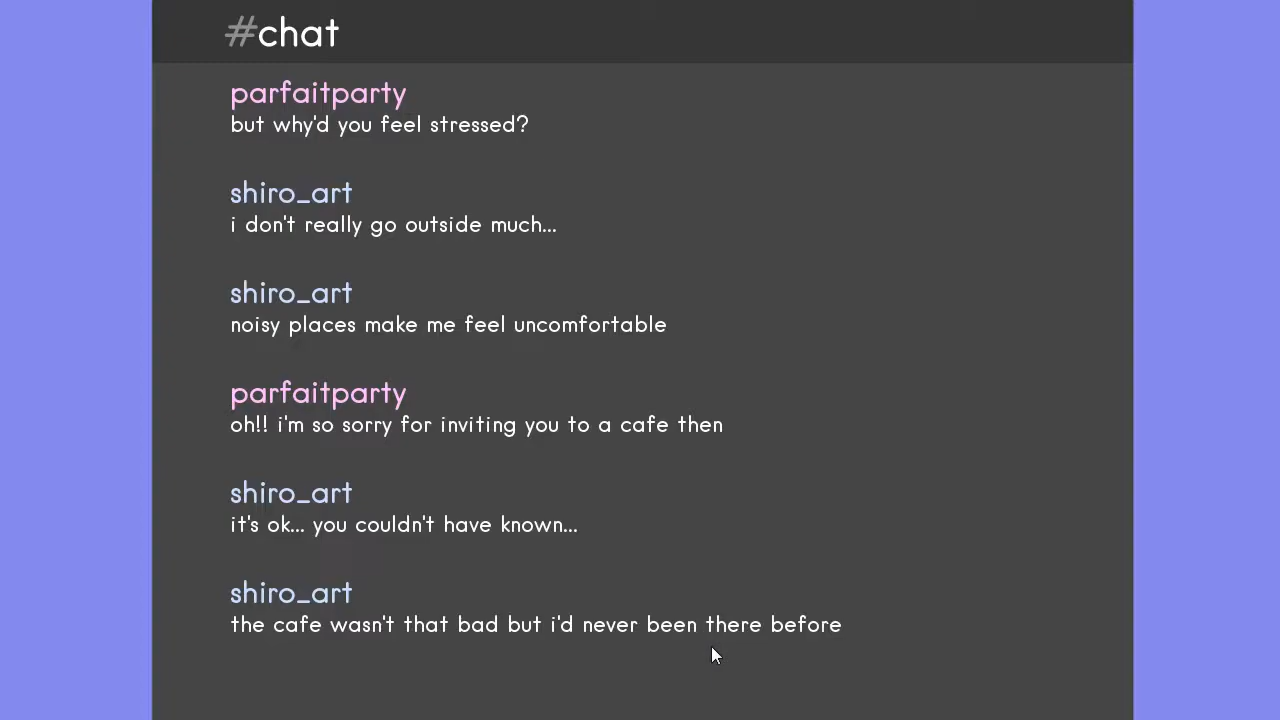 #chat
parfaitparty
but why'd you feel stressed?
shiro_art
i don't really go outside much...
shiro_art
noisy places make me feel uncomfortable
parfaitparty
oh!! i'm so sorry for inviting you to a cafe then
shiro_art
it's ok... you couldn't have known...
shiro_art
the cafe wasn't that bad but i'd never been there before